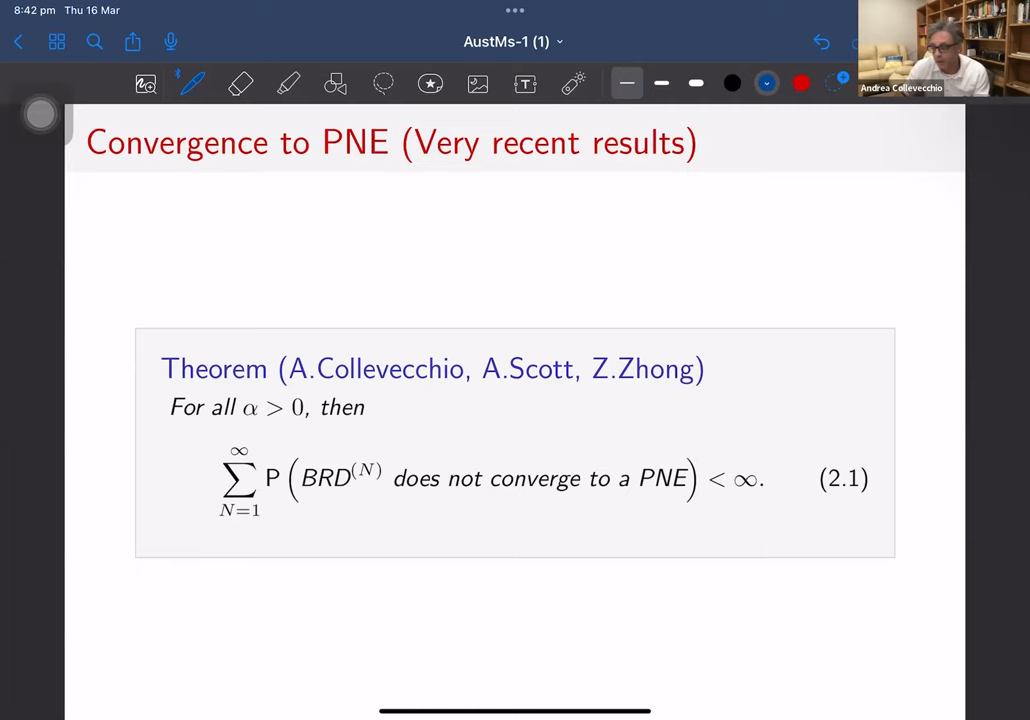 8:42 pm Thu 16 Mar
AustMs-1 (1)
Andrea Collevecchio
Convergence to PNE (Very recent results)
Theorem (A.Collevecchio, A.Scott, Z.Zhong)
For all α > 0, then
∑_{N=1}^{∞} P(BRD^{(N)} does not converge to a PNE) < ∞. (2.1)